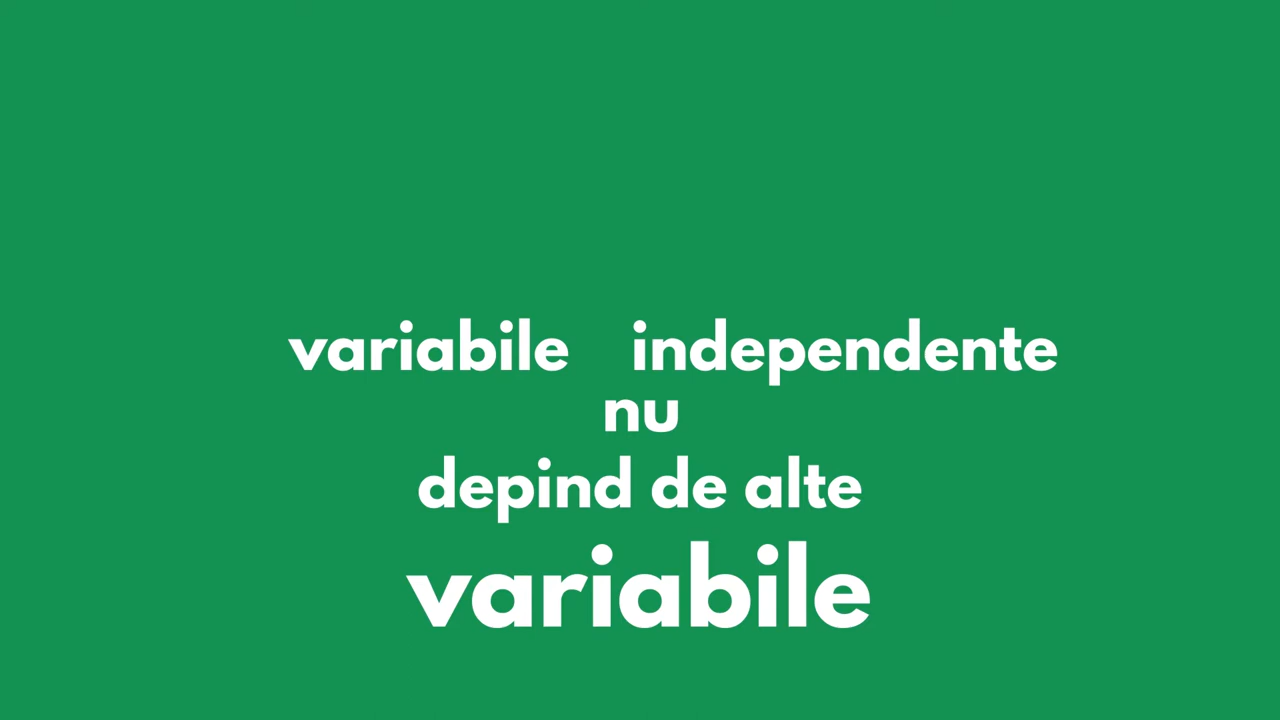 variabile independente
nu
depind de alte
variabile